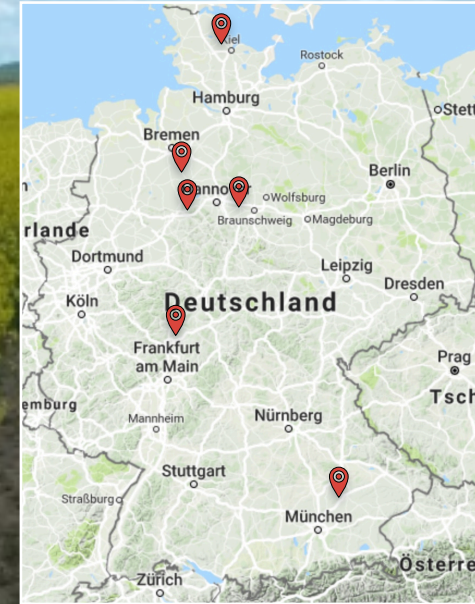 Kiel
Rostock
Hamburg
Stett
Bremen
Berlin
annover
Wolfsburg
Braunschweig
Magdeburg
rlande
Dortmund
Leipzig
Dresden
Köln
Deutschland
Frankfurt
am Main
Prag
Tsch
emburg
Mannheim
Nürnberg
Stuttgart
Straßburg
München
Österre
Zürich